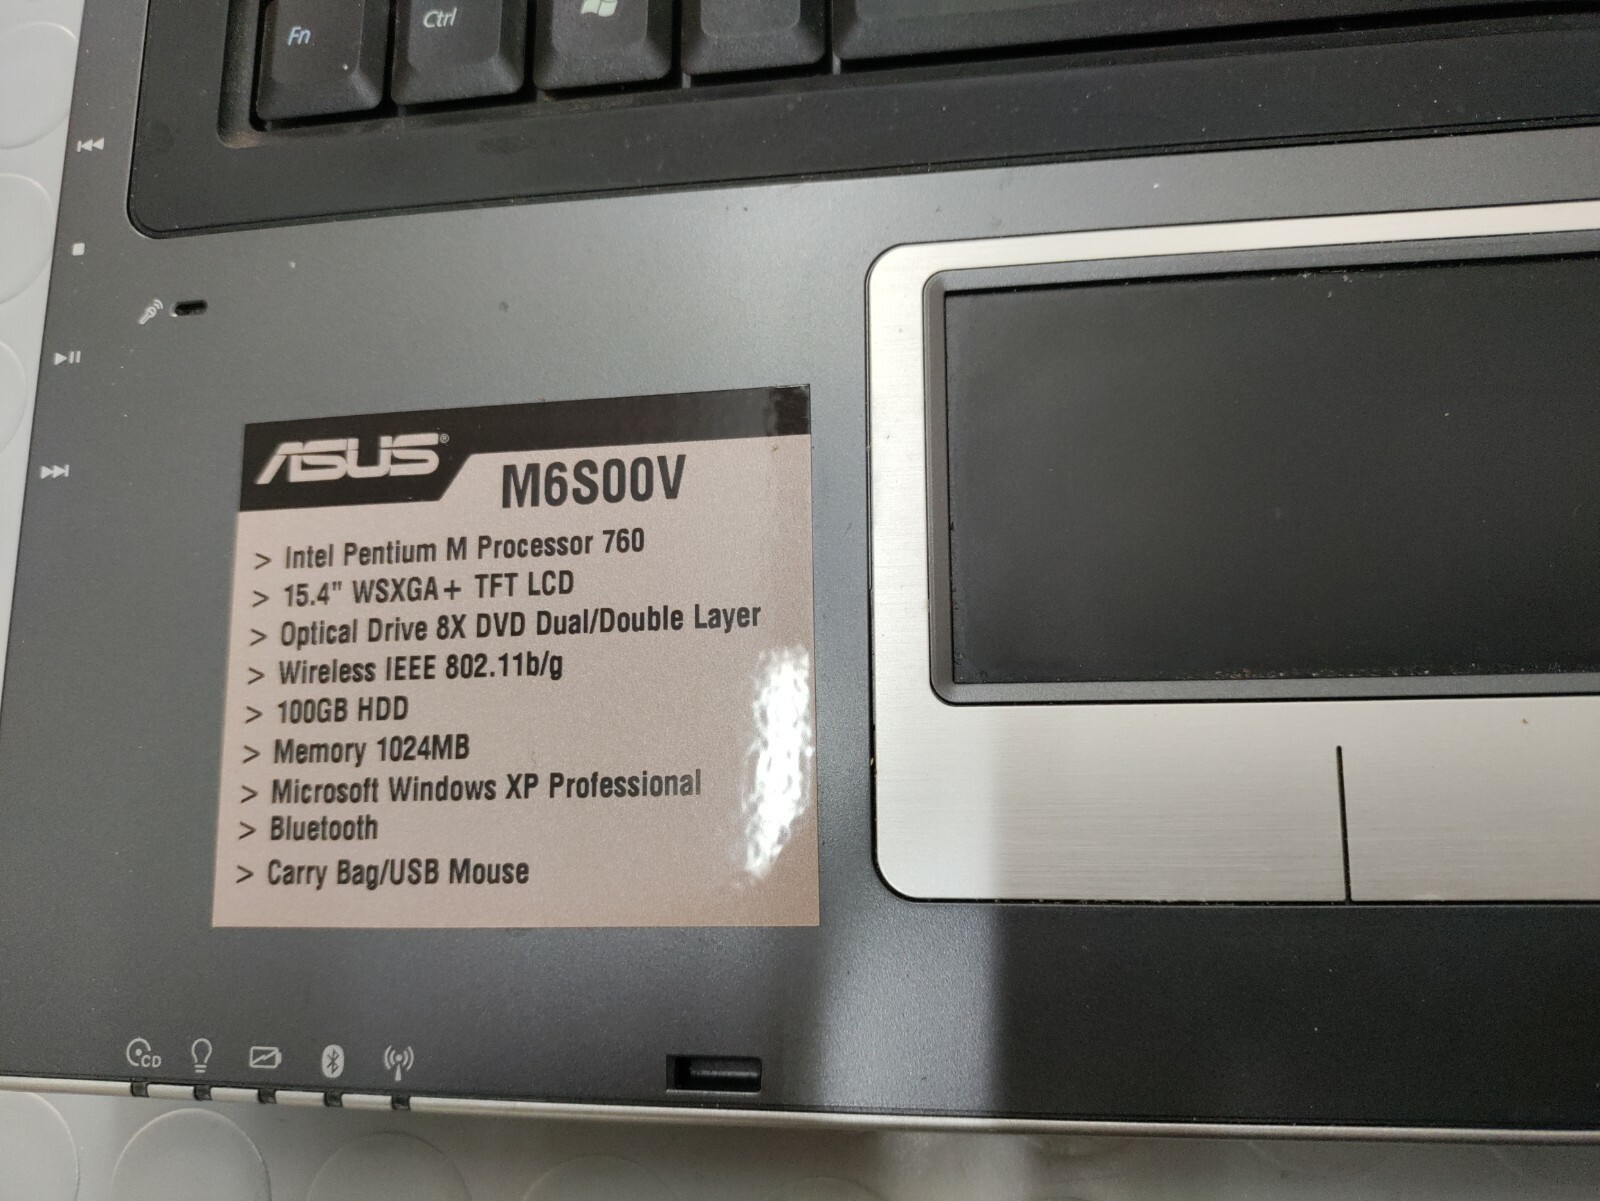 Fn
Ctrl
ASUS®
M6S00V
> Intel Pentium M Processor 760
> 15.4" WSXGA+ TFT LCD
> Optical Drive 8X DVD Dual/Double Layer
> Wireless IEEE 802.11b/g
> 100GB HDD
> Memory 1024MB
> Microsoft Windows XP Professional
> Bluetooth
> Carry Bag/USB Mouse
CD